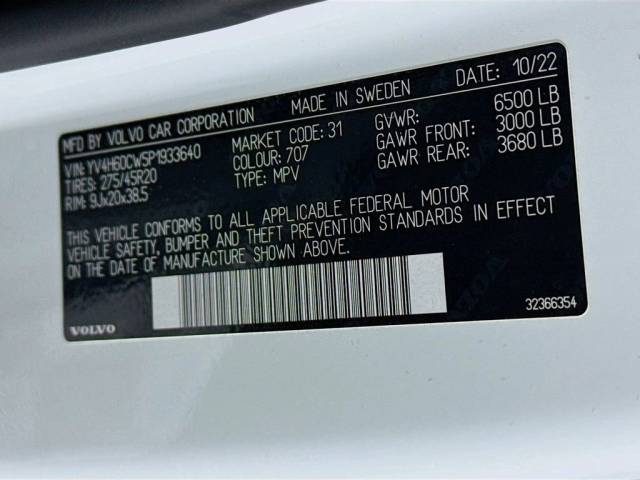 MFD BY VOLVO CAR CORPORATION MADE IN SWEDEN DATE: 10/22
VIN: YV4H60CW5P1933640 MARKET CODE: 31 GVWR: 6500 LB
TIRES: 275/45R20 COLOUR: 707 GAWR FRONT: 3000 LB
RIM: 9Jx20x38.5 TYPE: MPV GAWR REAR: 3680 LB
THIS VEHICLE CONFORMS TO ALL APPLICABLE FEDERAL MOTOR
VEHICLE SAFETY, BUMPER AND THEFT PREVENTION STANDARDS IN EFFECT
ON THE DATE OF MANUFACTURE SHOWN ABOVE.
VOLVO 32366354